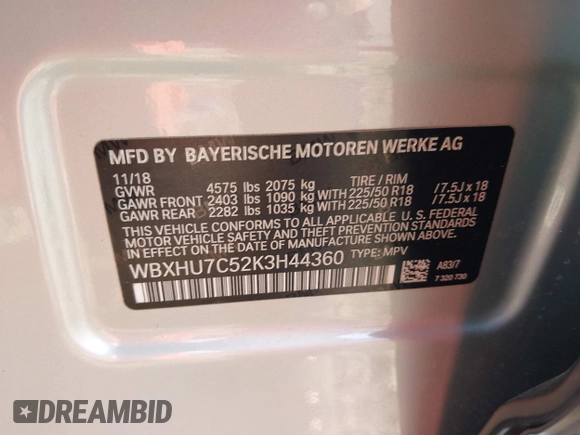 MFD BY BAYERISCHE MOTOREN WERKE AG
11/18 TIRE / RIM
GVWR 4575 lbs 2075 kg
GAWR FRONT 2403 lbs 1090 kg WITH 225/50 R18 /7.5J x 18
GAWR REAR 2282 lbs 1035 kg WITH 225/50 R18 /7.5J x 18
THIS VEHICLE CONFORMS TO ALL APPLICABLE U. S. FEDERAL
MOTOR VEHICLE SAFETY, BUMPER, AND THEFT PREVENTION
STANDARDS IN EFFECT ON THE DATE OF MANUFACTURE SHOWN ABOVE.
WBXHU7C52K3H44360 TYPE: MPV
A83/7
7 320 730
DREAMBID